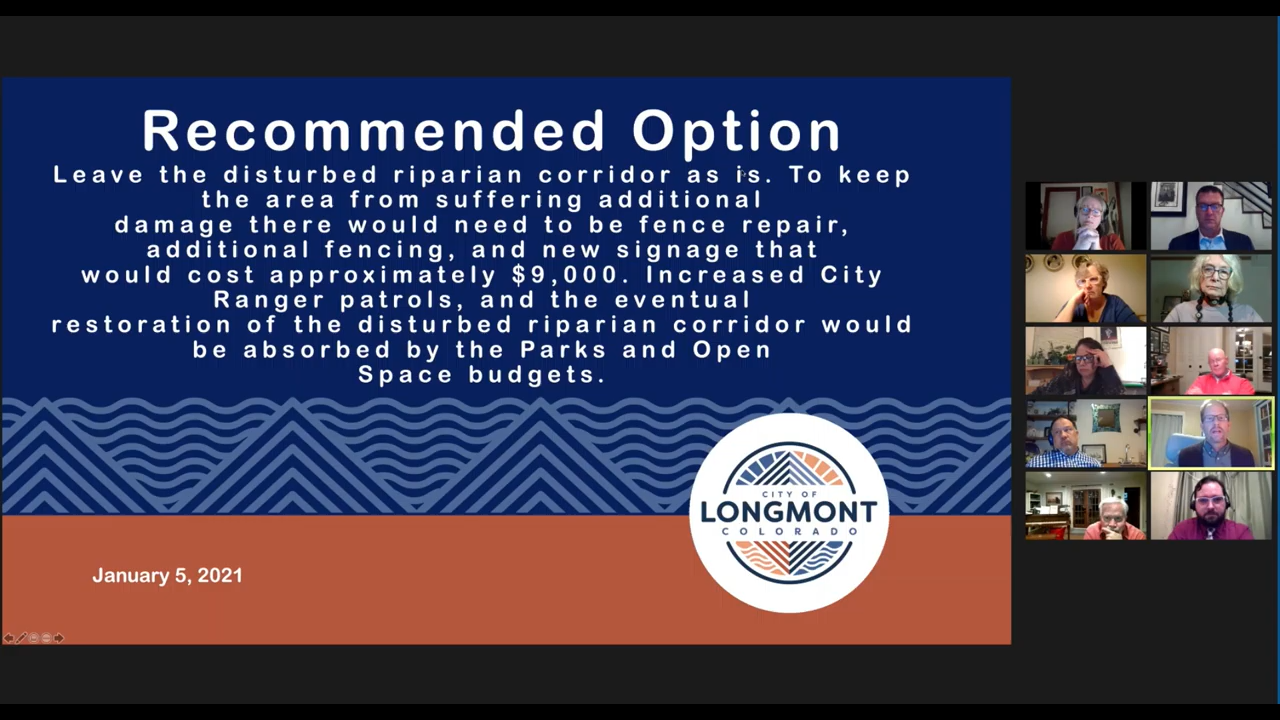 Recommended Option
Leave the disturbed riparian corridor as is. To keep
the area from suffering additional
damage there would need to be fence repair,
additional fencing, and new signage that
would cost approximately $9,000. Increased City
Ranger patrols, and the eventual
restoration of the disturbed riparian corridor would
be absorbed by the Parks and Open
Space budgets.
CITY OF
LONGMONT
COLORADO
January 5, 2021